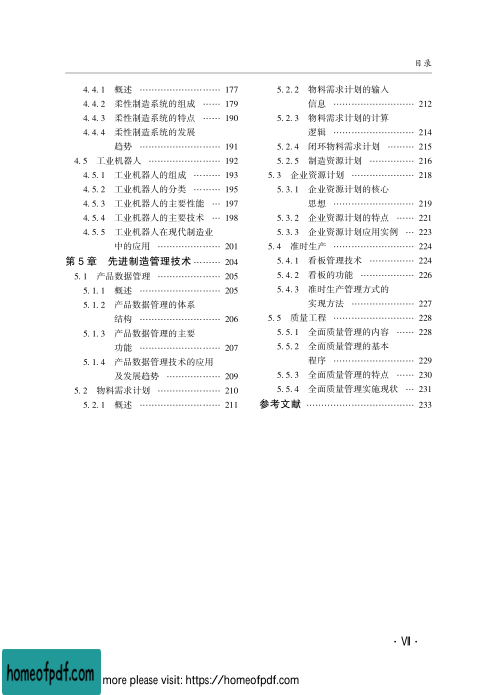 目录
4.4.1 概述 ………………………… 177
4.4.2 柔性制造系统的组成 …… 179
4.4.3 柔性制造系统的特点 …… 190
4.4.4 柔性制造系统的发展
趋势 ………………………… 191
4.5 工业机器人 ……………………… 192
4.5.1 工业机器人的组成 ……… 193
4.5.2 工业机器人的分类 ……… 195
4.5.3 工业机器人的主要性能 … 197
4.5.4 工业机器人的主要技术 … 198
4.5.5 工业机器人在现代制造业
中的应用 …………………… 201
第5章 先进制造管理技术 ……… 204
5.1 产品数据管理 …………………… 205
5.1.1 概述 ………………………… 205
5.1.2 产品数据管理的体系
结构 ………………………… 206
5.1.3 产品数据管理的主要
功能 ………………………… 207
5.1.4 产品数据管理技术的应用
及发展趋势 ………………… 209
5.2 物料需求计划 …………………… 210
5.2.1 概述 ………………………… 211
5.2.2 物料需求计划的输入
信息 ………………………… 212
5.2.3 物料需求计划的计算
逻辑 ………………………… 214
5.2.4 闭环物料需求计划 ……… 215
5.2.5 制造资源计划 …………… 216
5.3 企业资源计划 …………………… 218
5.3.1 企业资源计划的核心
思想 ………………………… 219
5.3.2 企业资源计划的特点 …… 221
5.3.3 企业资源计划应用实例 … 223
5.4 准时生产 ………………………… 224
5.4.1 看板管理技术 …………… 224
5.4.2 看板的功能 ……………… 226
5.4.3 准时生产管理方式的
实现方法 …………………… 227
5.5 质量工程 ………………………… 228
5.5.1 全面质量管理的内容 …… 228
5.5.2 全面质量管理的基本
程序 ………………………… 229
5.5.3 全面质量管理的特点 …… 230
5.5.4 全面质量管理实施现状 … 231
参考文献 ……………………………… 233
· Ⅶ ·
homeofpdf.com
more please visit: https://homeofpdf.com